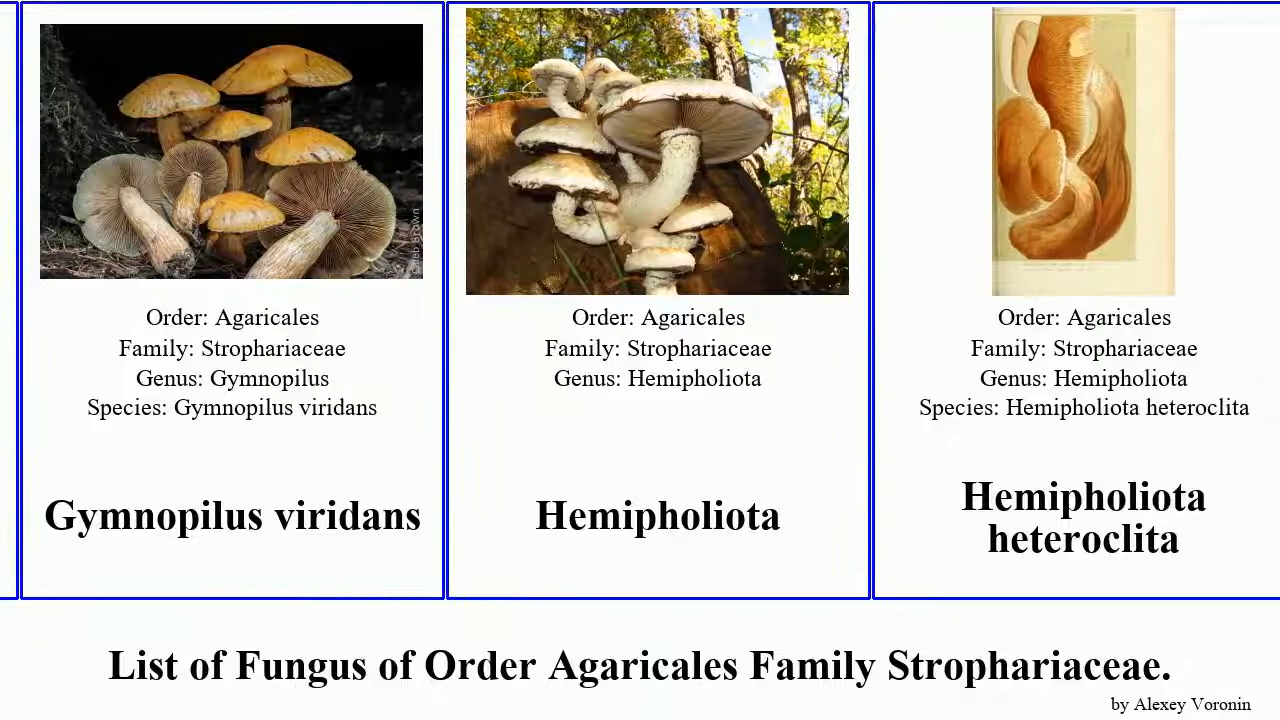 Order: Agaricales
Family: Strophariaceae
Genus: Gymnopilus
Species: Gymnopilus viridans
Gymnopilus viridans
Order: Agaricales
Family: Strophariaceae
Genus: Hemipholiota
Hemipholiota
Order: Agaricales
Family: Strophariaceae
Genus: Hemipholiota
Species: Hemipholiota heteroclita
Hemipholiota
heteroclita
List of Fungus of Order Agaricales Family Strophariaceae.
by Alexey Voronin